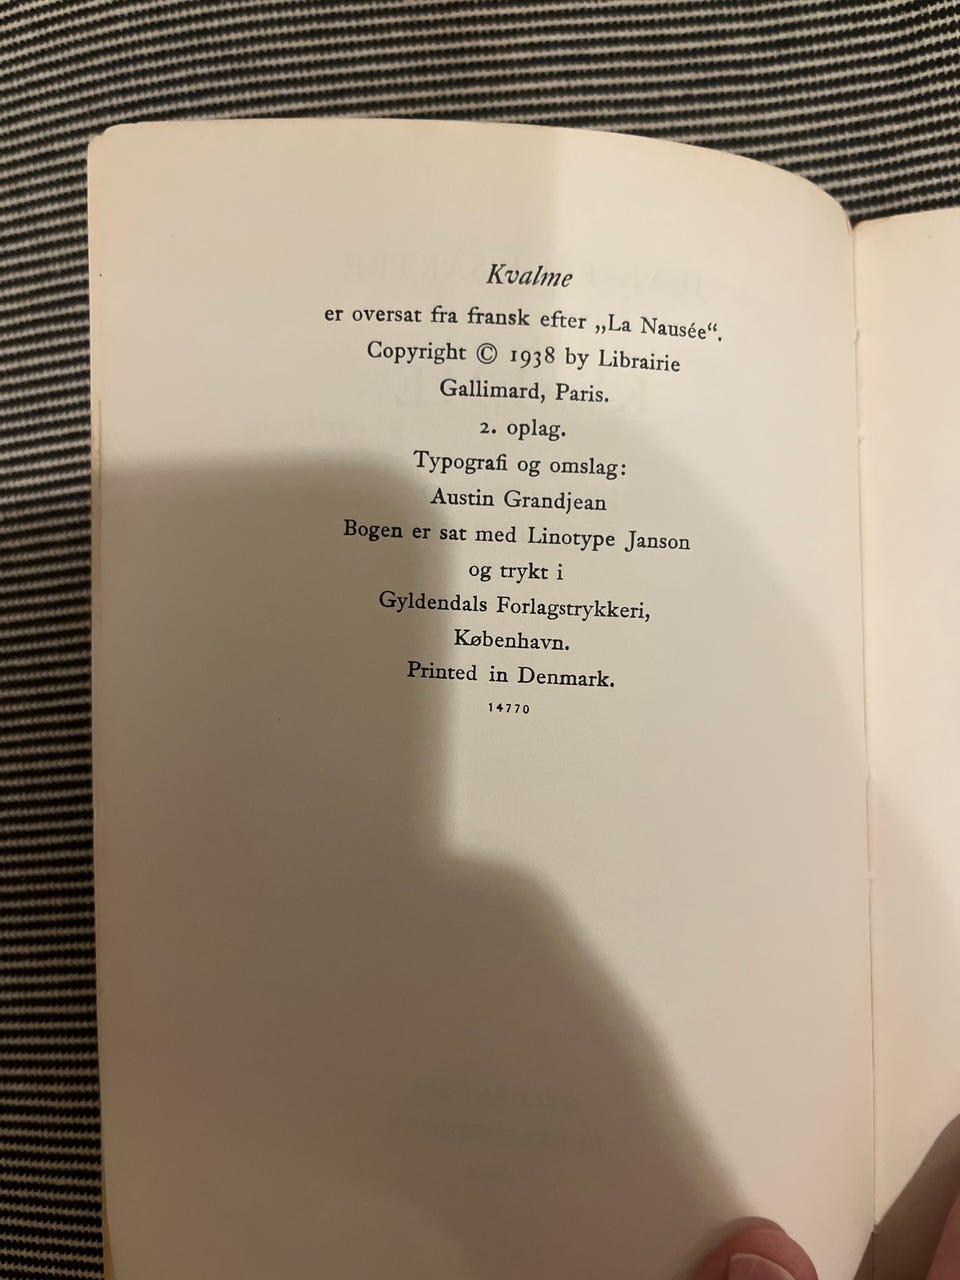 Kvalme
er oversat fra fransk efter „La Nausée“.
Copyright © 1938 by Librairie
Gallimard, Paris.
2. oplag.
Typografi og omslag:
Austin Grandjean
Bogen er sat med Linotype Janson
og trykt i
Gyldendals Forlagstrykkeri,
København.
Printed in Denmark.
14770